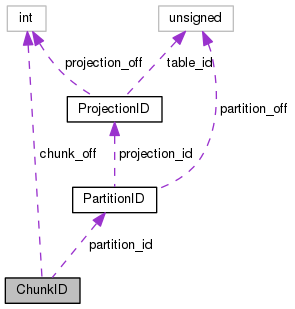 int
unsigned
projection_off
table_id
ProjectionID
partition_off
chunk_off
projection_id
PartitionID
partition_id
ChunkID